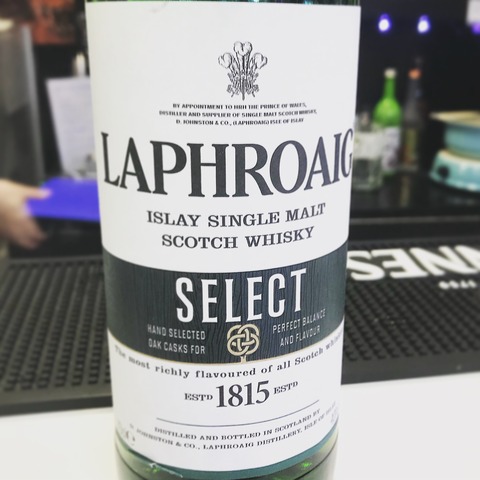 BY APPOINTMENT TO HRH THE PRINCE OF WALES,
DISTILLER AND SUPPLIER OF SINGLE MALT SCOTCH WHISKY,
D. JOHNSTON & CO., (LAPHROAIG) ISLE OF ISLAY
LAPHROAIG
ISLAY SINGLE MALT
SCOTCH WHISKY
SELECT
HAND SELECTED
OAK CASKS FOR
PERFECT BALANCE
AND FLAVOUR
The most richly flavoured of all Scotch
ESTD 1815 ESTD
DISTILLED AND BOTTLED IN SCOTLAND BY
JOHNSTON & CO., LAPHROAIG DISTILLERY, ISLE OF
NNES